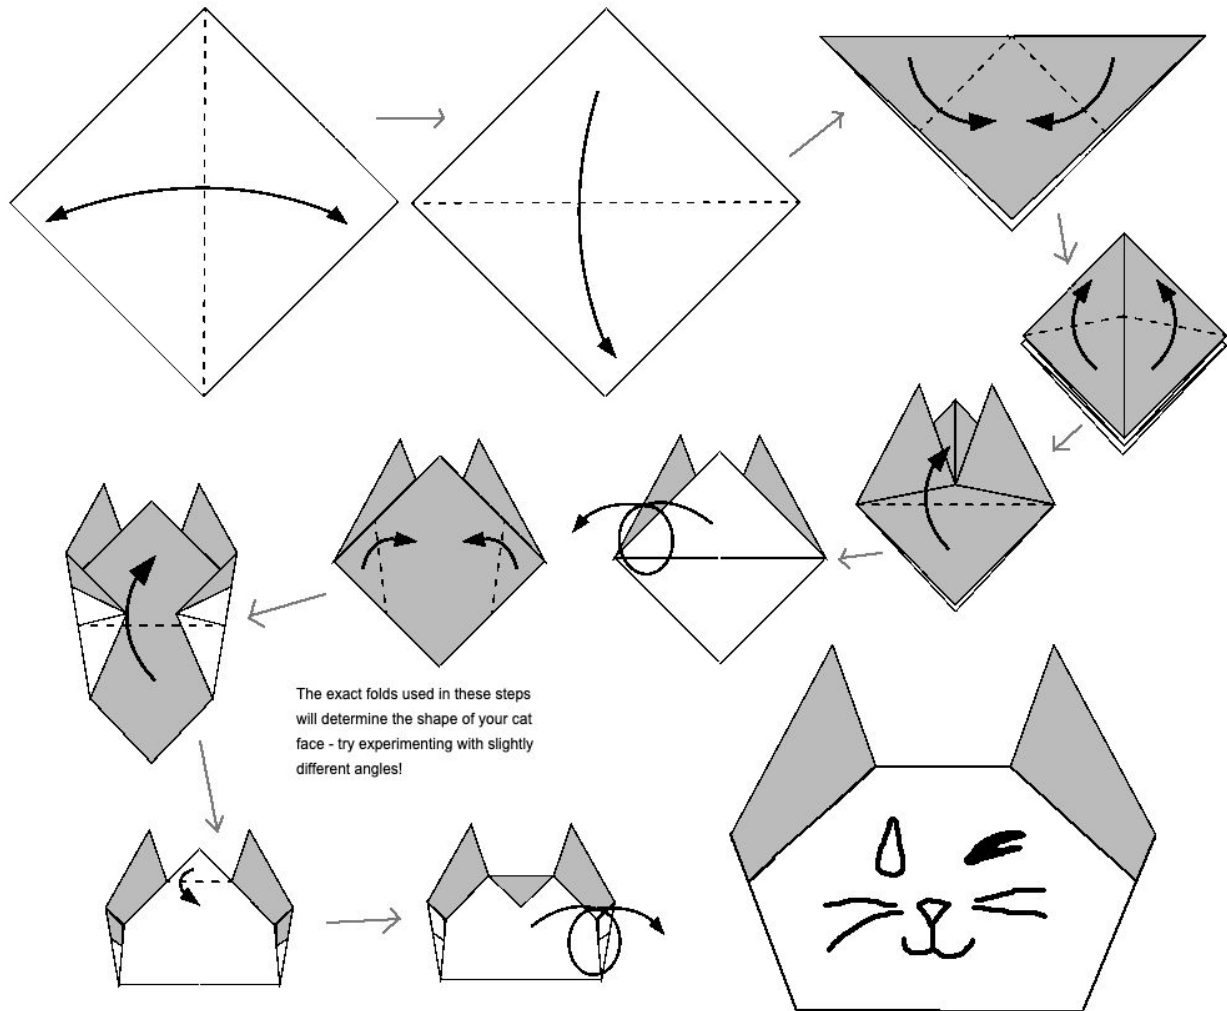 The exact folds used in these steps
will determine the shape of your cat
face - try experimenting with slightly
different angles!